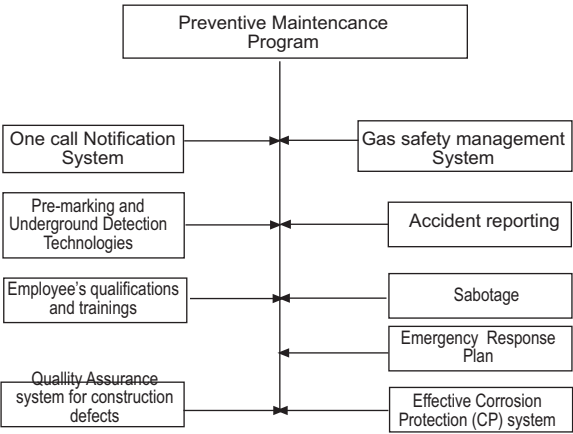 Preventive Maintencance
Program
One call Notification
System
Gas safety management
System
Pre-marking and
Underground Detection
Technologies
Accident reporting
Employee's qualifications
and trainings
Sabotage
Emergency Response
Plan
Quallity Assurance
system for construction
defects
Effective Corrosion
Protection (CP) system